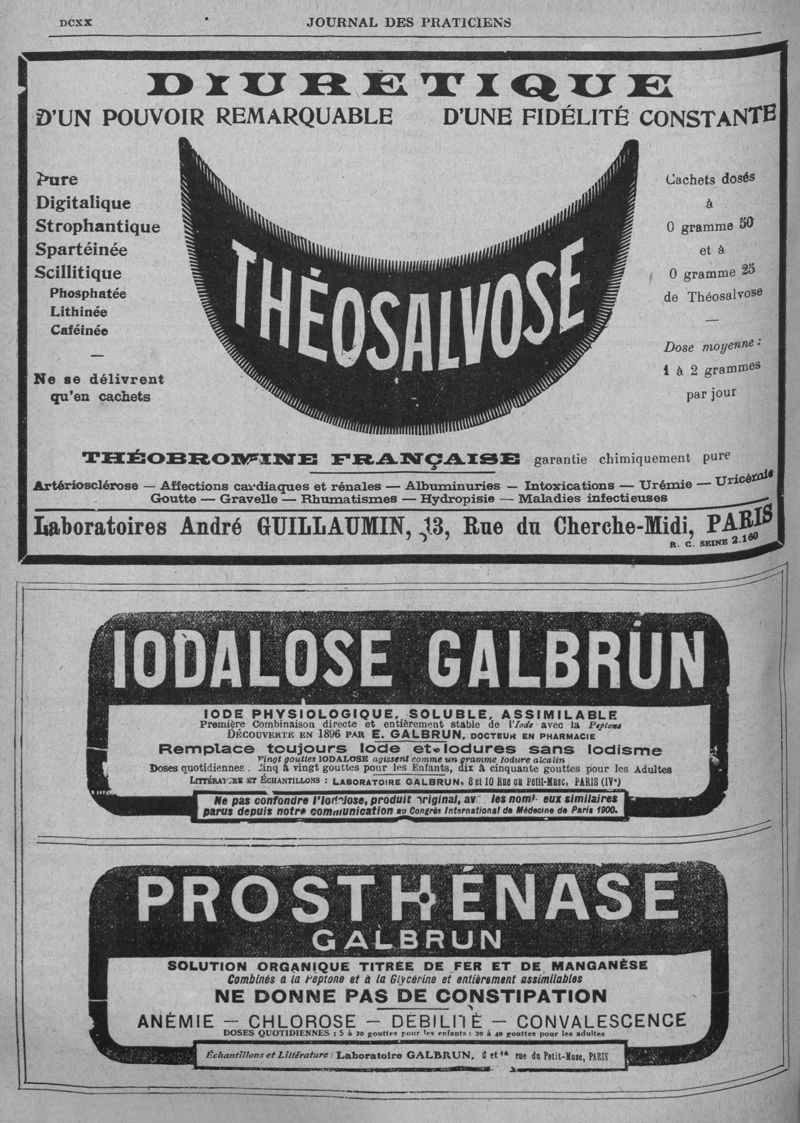 DCXX
JOURNAL DES PRATICIENS
DIURÉTIQUE
D'UN POUVOIR REMARQUABLE D'UNE FIDÉLITÉ CONSTANTE
Pure
Digitalique
Strophantique
Spartéinée
Scillitique
Phosphatée
Lithinée
Caféinée
—
Ne se délivrent
qu'en cachets
THÉOSALVOSE
Cachets dosés
à
0 gramme 50
et à
0 gramme 25
de Théosalvose
—
Dose moyenne :
1 à 2 grammes
par jour
THÉOBROMINE FRANÇAISE garantie chimiquement pure
Artériosclérose — Affections cardiaques et rénales — Albuminuries — Intoxications — Urémie — Uricémie
Goutte — Gravelle — Rhumatismes — Hydropisie — Maladies infectieuses
Laboratoires André GUILLAUMIN, 13, Rue du Cherche-Midi, PARIS
R. C. SEINE 2.160
IODALOSE GALBRUN
IODE PHYSIOLOGIQUE, SOLUBLE, ASSIMILABLE
Première Combinaison directe et entièrement stable de l'Iode avec la Peptone
DÉCOUVERTE EN 1896 PAR E. GALBRUN, DOCTEUR EN PHARMACIE
Remplace toujours Iode et Iodures sans Iodisme
Vingt gouttes IODALOSE agissent comme un gramme Iodure alcalin
Doses quotidiennes : Cinq à vingt gouttes pour les Enfants, dix à cinquante gouttes pour les Adultes
LITTÉRATURE ET ÉCHANTILLONS : LABORATOIRE GALBRUN, 8 et 10 Rue du Petit-Musc, PARIS (IVe)
Ne pas confondre l'Iodalose, produit original, avec les nombreux similaires
parus depuis notre communication au Congrès International de Médecine de Paris 1900.
PROSTHÉNASE
GALBRUN
SOLUTION ORGANIQUE TITRÉE DE FER ET DE MANGANÈSE
Combinés à la Peptone et à la Glycérine et entièrement assimilables
NE DONNE PAS DE CONSTIPATION
ANÉMIE — CHLOROSE — DÉBILITÉ — CONVALESCENCE
DOSES QUOTIDIENNES : 5 à 20 gouttes pour les enfants : 20 à 40 gouttes pour les adultes
Échantillons et Littérature : Laboratoire GALBRUN, et rue du Petit-Musc, PARIS